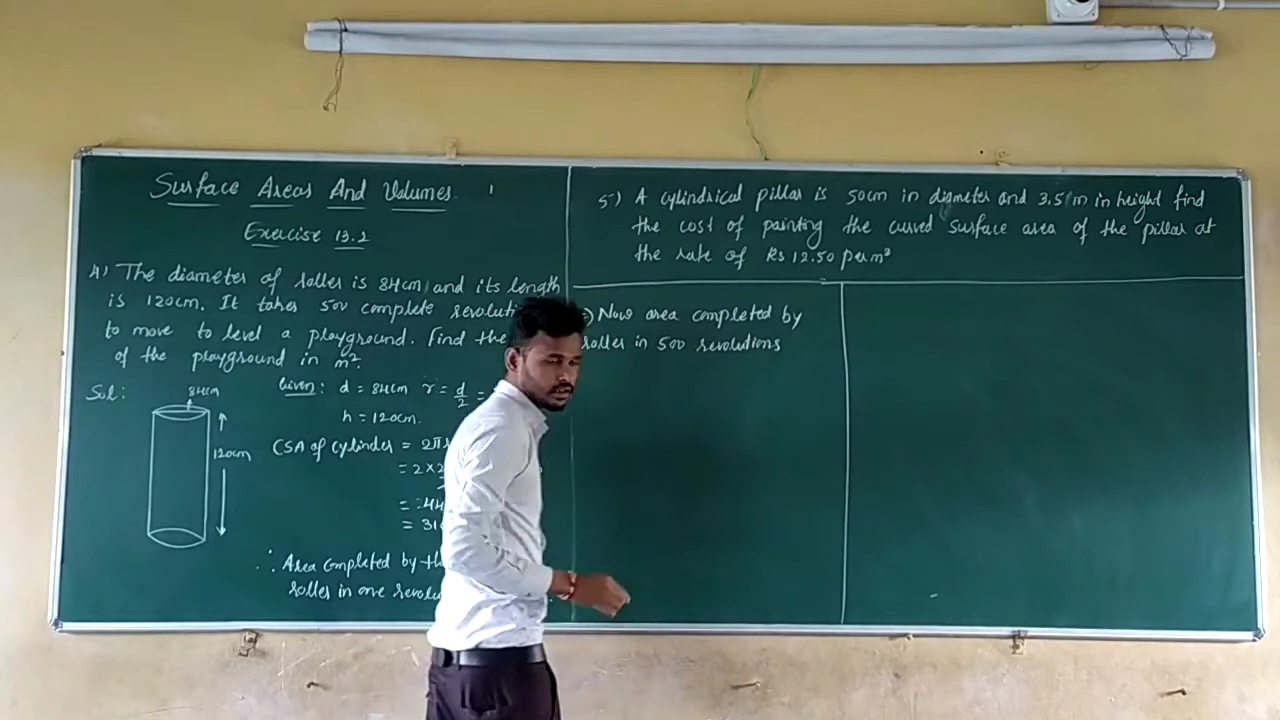 Surface Areas And Volumes.
Exercise 13.2
4) The diameter of roller is 84cm, and its length
is 120cm. It takes 500 complete
to move to level a playground. Find the
of the playground in m².
Sol:
84cm
120cm
Given: d = 84cm r = d/2 =
h = 120cm.
CSA of cylinder = 2π
= 2×2
= 44
= 31
∴ Area completed by the
roller in one
Now area completed by
roller in 500 revolutions
5) A cylindrical pillar is 50cm in diameter and 3.5m in height find
the cost of painting the curved surface area of the pillar at
the rate of Rs 12.50 per m²